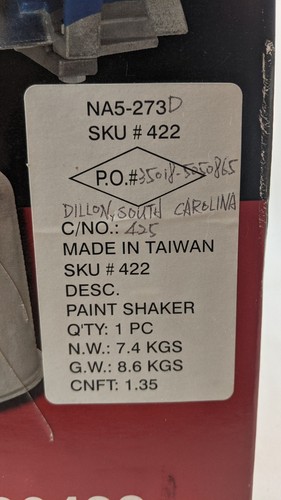 NA5-273D
SKU # 422
P.O.#35018-5050865
DILLON, SOUTH CAROLINA
C/NO.: 425
MADE IN TAIWAN
SKU # 422
DESC.
PAINT SHAKER
Q'TY: 1 PC
N.W.: 7.4 KGS
G.W.: 8.6 KGS
CNFT: 1.35